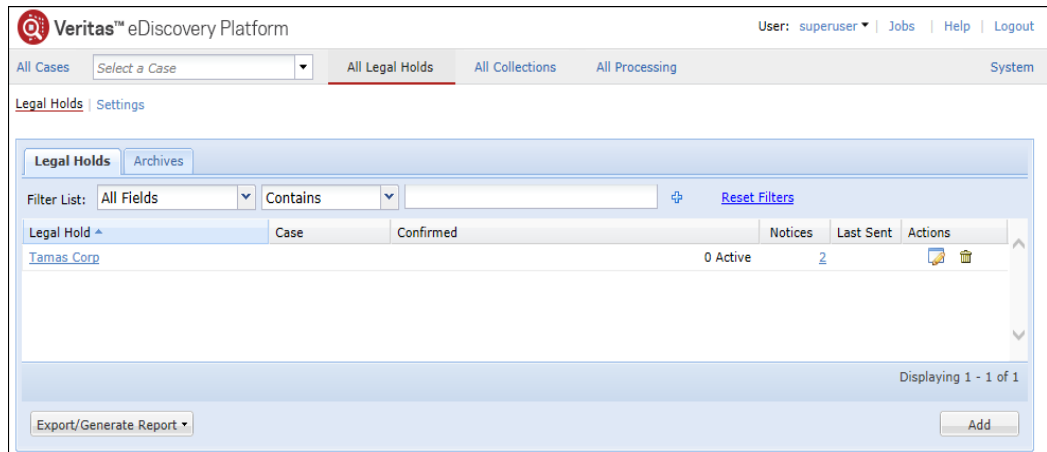 Veritas™ eDiscovery Platform User: superuser | Jobs | Help | Logout
All Cases Select a Case All Legal Holds All Collections All Processing System
Legal Holds | Settings
Legal Holds Archives
Filter List: All Fields Contains Reset Filters
Legal Hold Case Confirmed Notices Last Sent Actions
Tamas Corp 0 Active 2
Displaying 1 - 1 of 1
Export/Generate Report Add